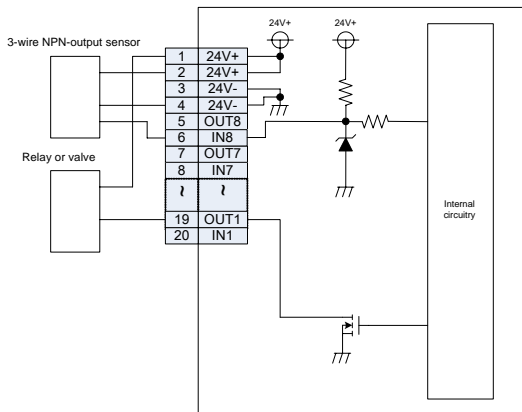 24V+ 24V+
3-wire NPN-output sensor
1 24V+
2 24V+
3 24V-
4 24V-
5 OUT8
6 IN8
7 OUT7
8 IN7
~ ~
19 OUT1
20 IN1
Relay or valve
Internal
circuitry